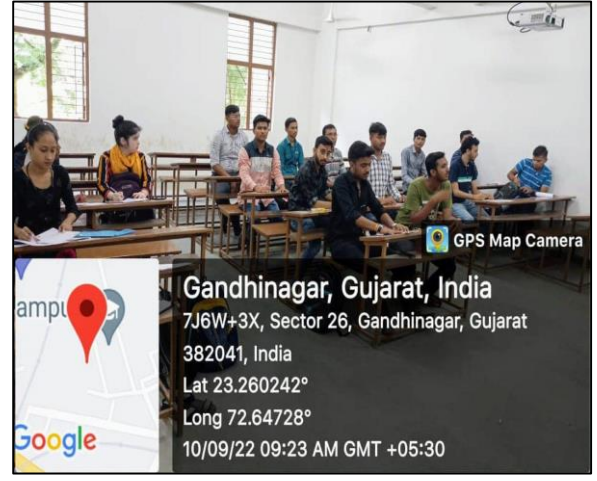 GPS Map Camera
Gandhinagar, Gujarat, India
7J6W+3X, Sector 26, Gandhinagar, Gujarat
382041, India
Lat 23.260242°
Long 72.64728°
10/09/22 09:23 AM GMT +05:30
ampu
Google